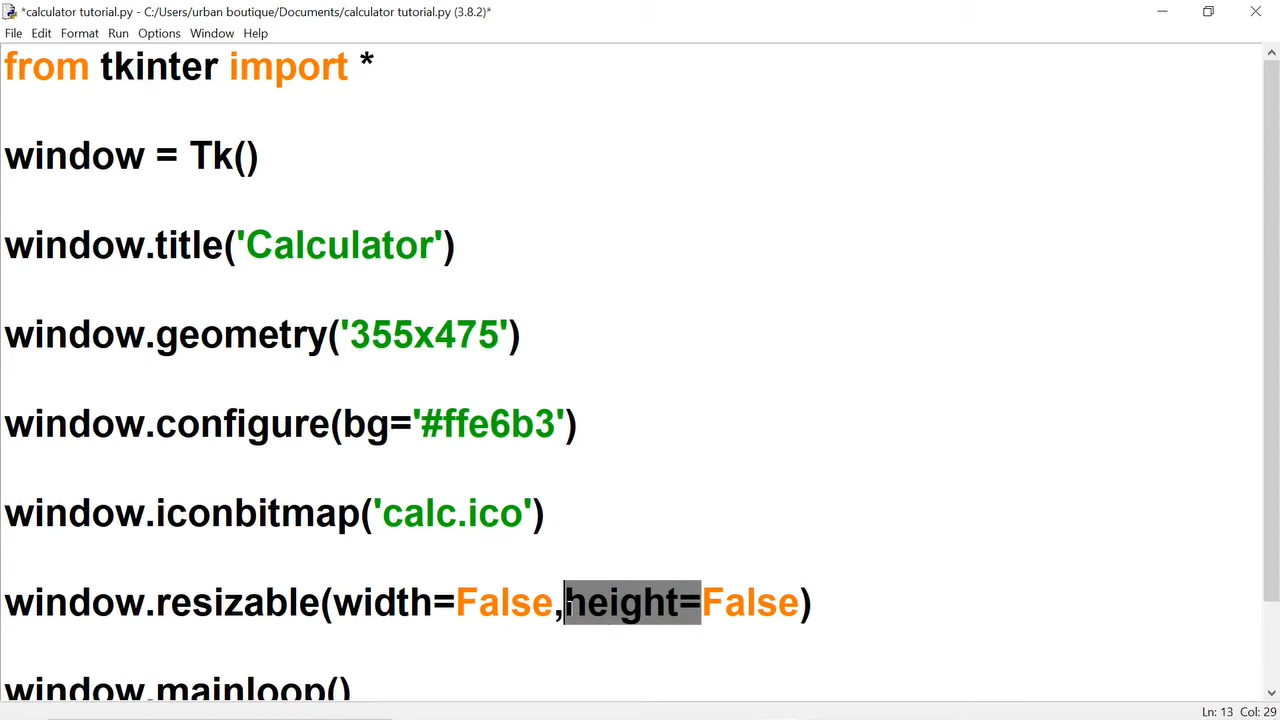 *calculator tutorial.py - C:/Users/urban boutique/Documents/calculator tutorial.py (3.8.2)*
File Edit Format Run Options Window Help
from tkinter import *
window = Tk()
window.title('Calculator')
window.geometry('355x475')
window.configure(bg='#ffe6b3')
window.iconbitmap('calc.ico')
window.resizable(width=False,height=False)
window.mainloop()
Ln: 13 Col: 29